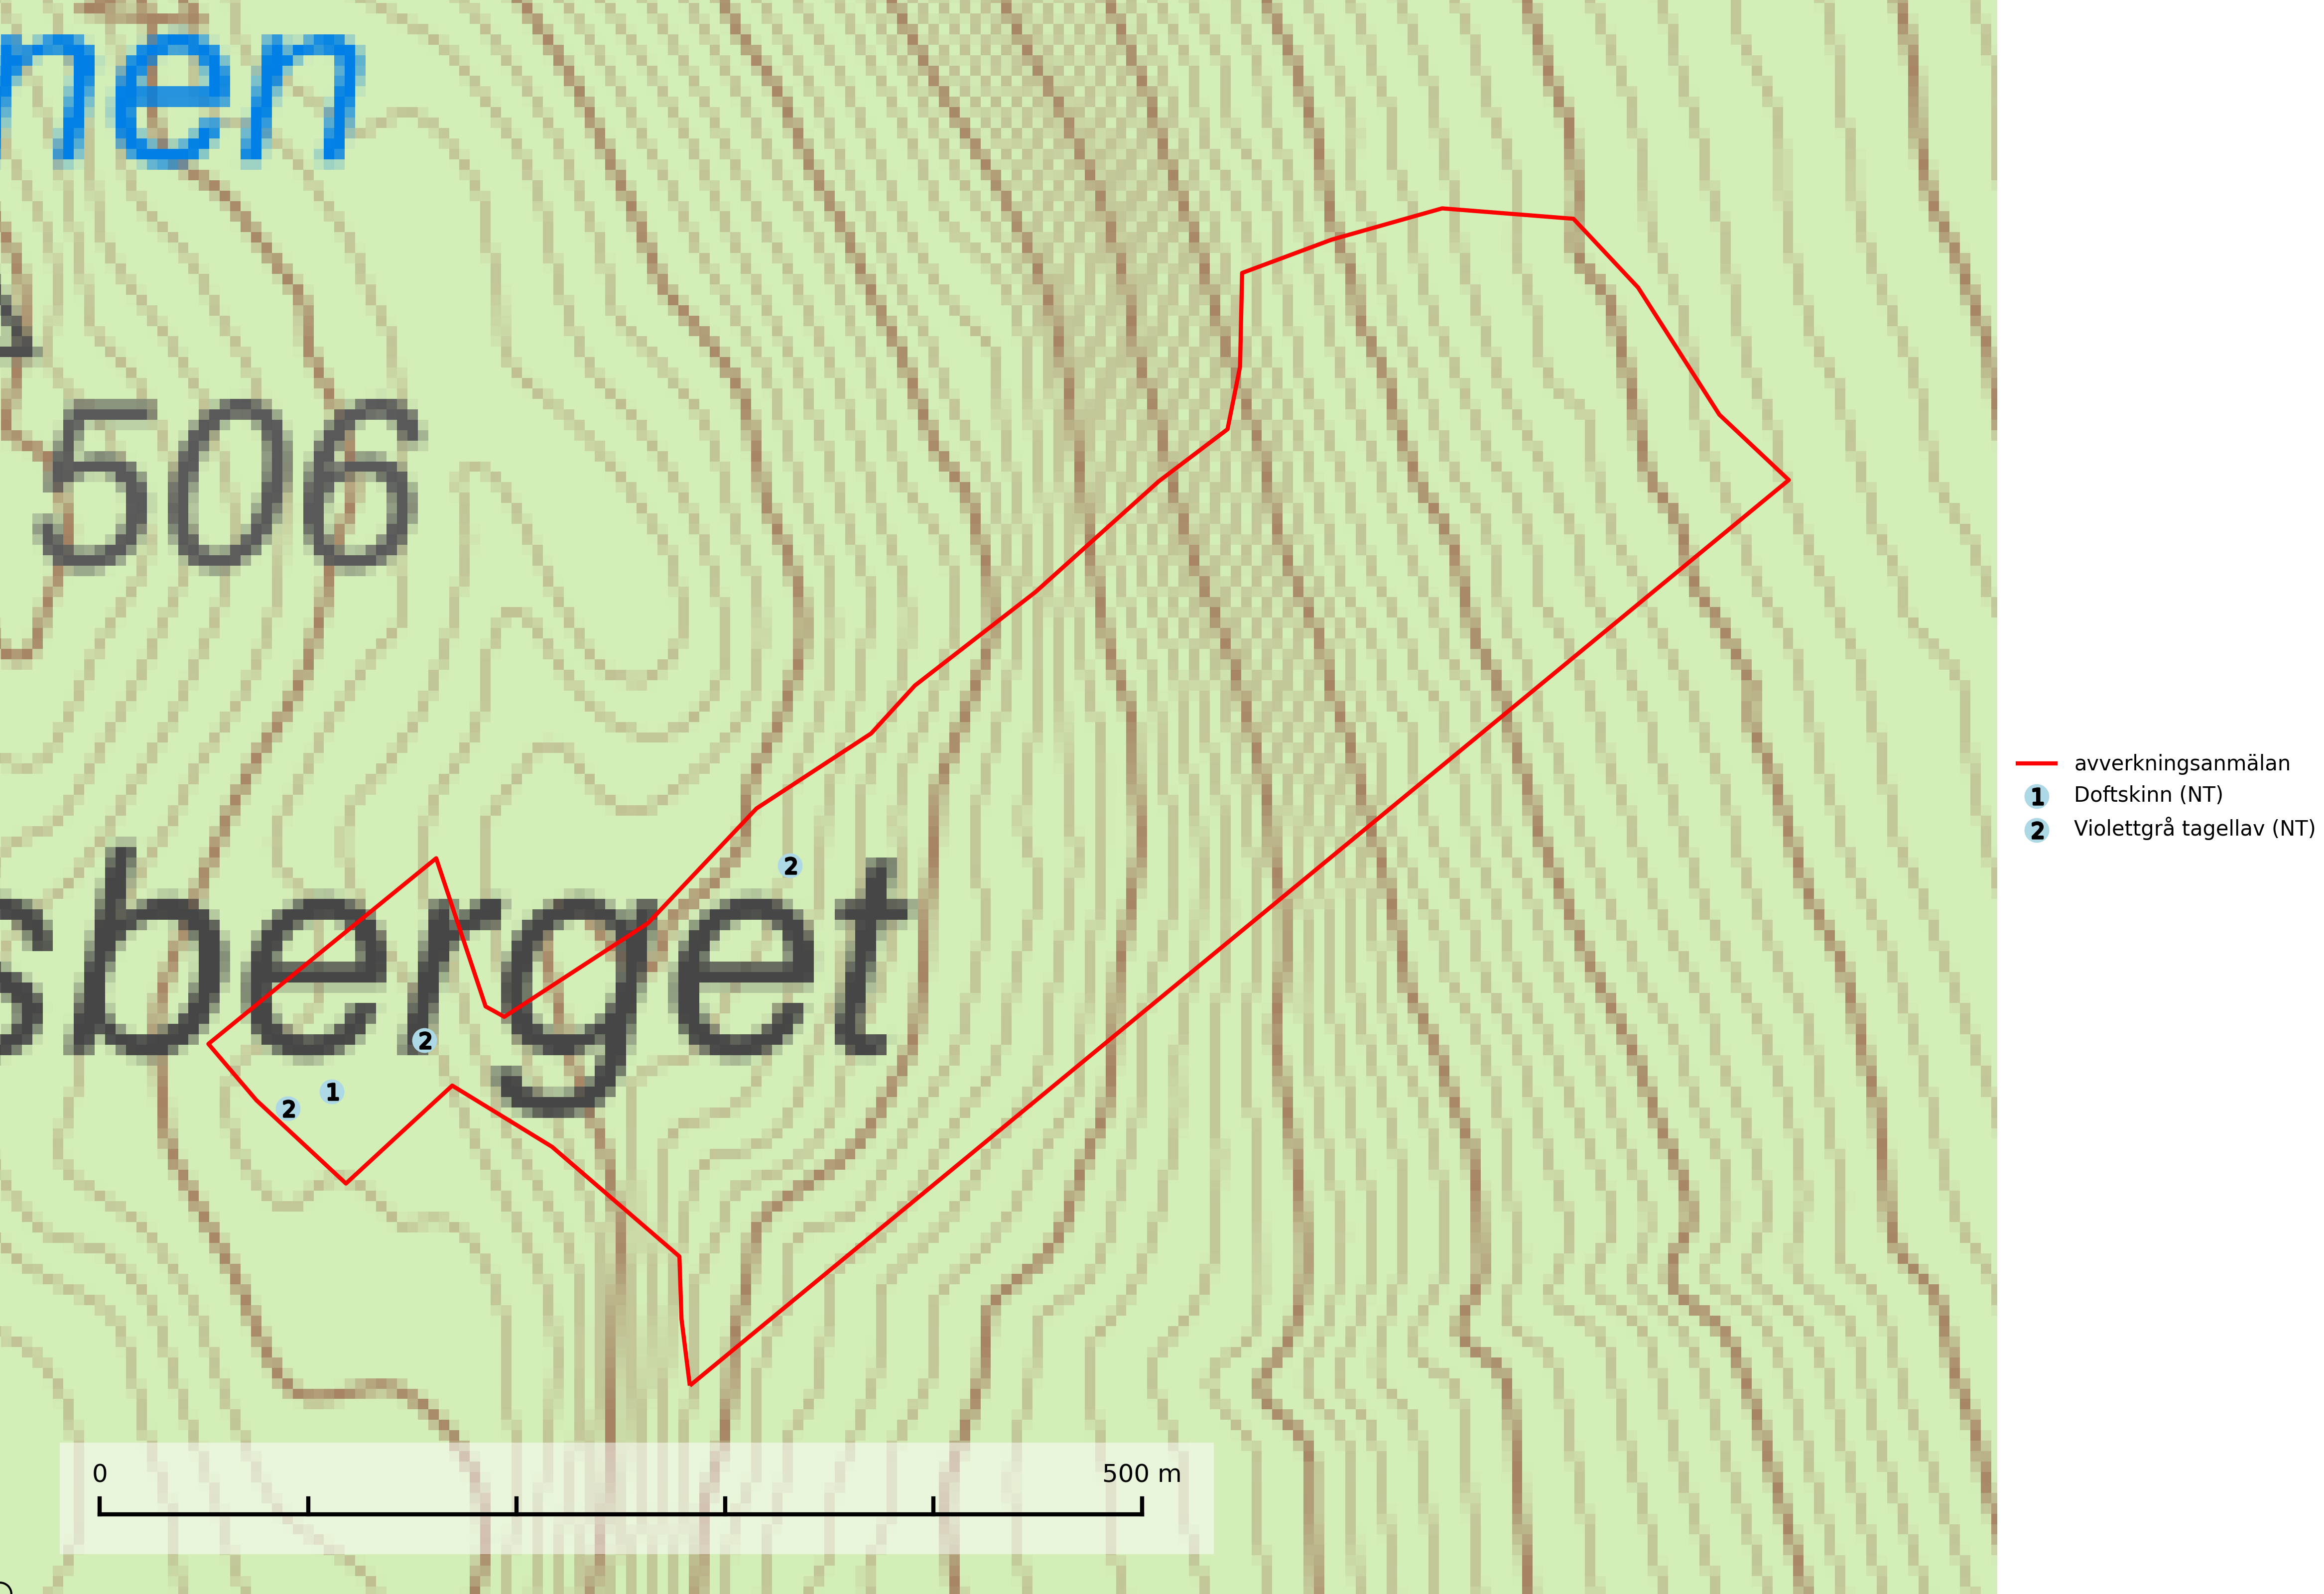 nen
506
sberget
2
2
1
2
0 500 m
avverkningsanmälan
1 Doftskinn (NT)
2 Violettgrå tagellav (NT)